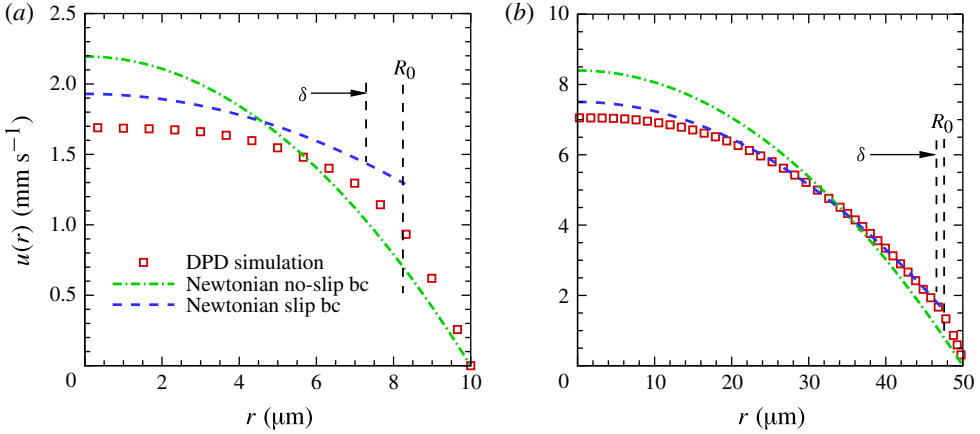 (a)
2.5
2.0
1.5
1.0
0.5
0
u(r) (mm s⁻¹)
δ
R₀
DPD simulation
Newtonian no-slip bc
Newtonian slip bc
2 4 6 8 10
r (μm)
(b)
10
8
6
4
2
0
δ
R₀
10 20 30 40 50
r (μm)